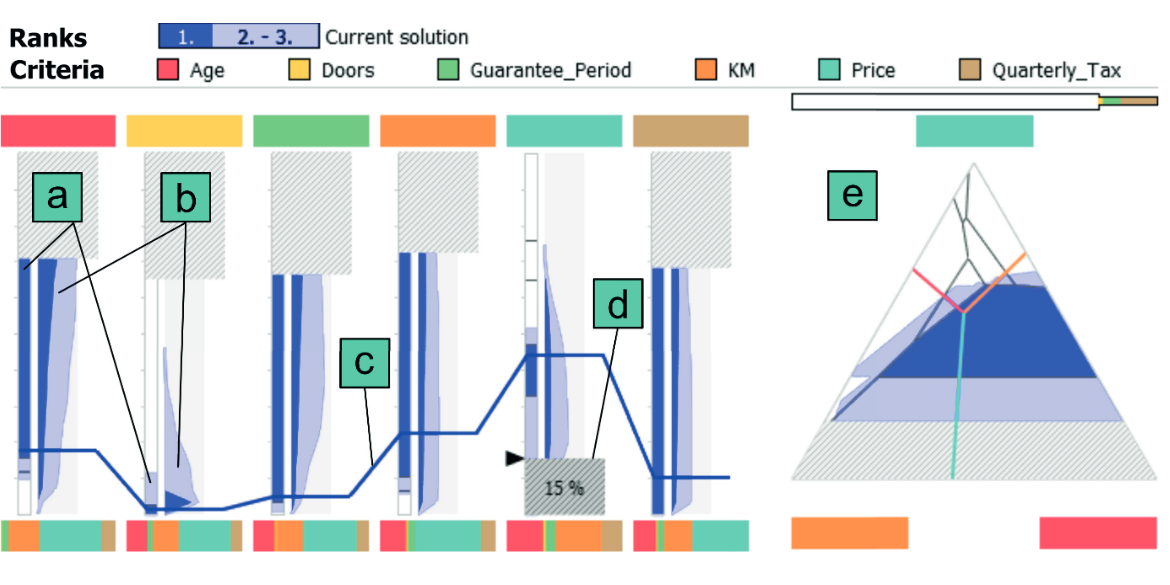 Ranks 1. 2. - 3. Current solution
Criteria Age Doors Guarantee_Period KM Price Quarterly_Tax
a b e
d
c
15 %